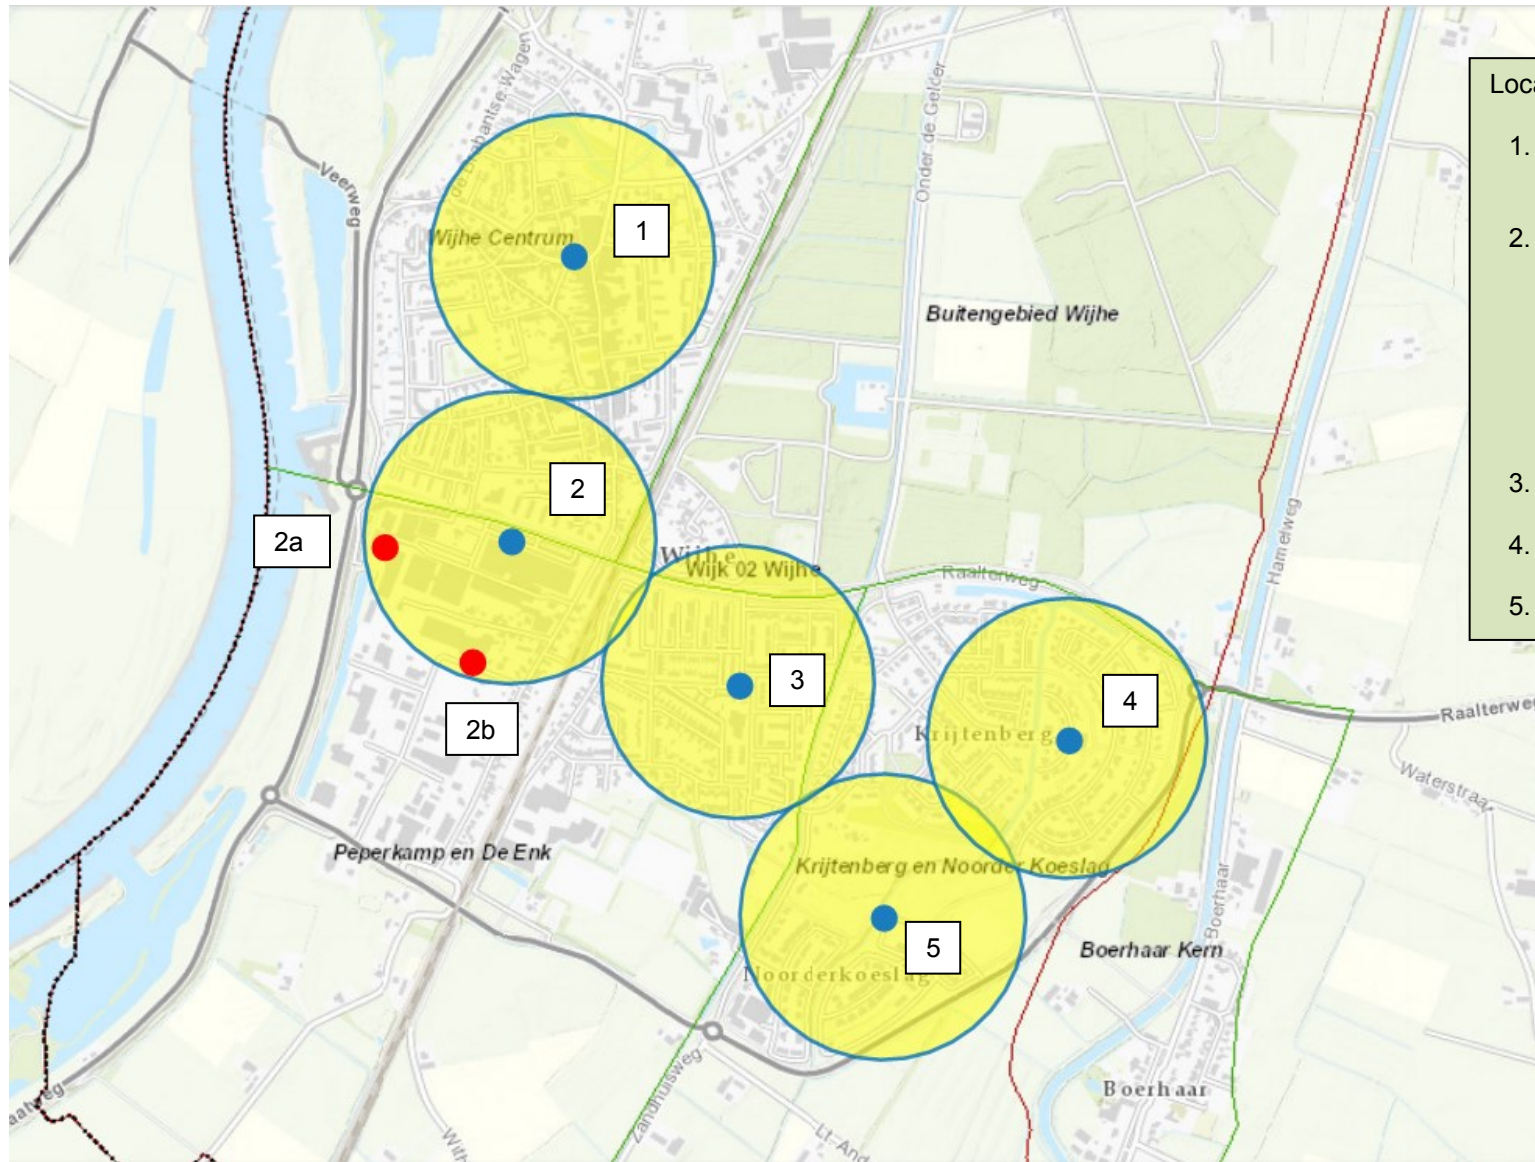 de Brabantse Wagen
Onder de Gelder
Loca
1.
Veerweg
Wijhe Centrum
1
2.
Buitengebied Wijhe
2
3.
2a
Wijhe
Wijk 02 Wijhe
Raalterweg
Hamelweg
4.
5.
3
4
2b
Krijtenberg
Raalterweg
Waterstraat
Peperkamp en De Enk
Krijtenberg en Noorder Koeslag
Boerhaar
5
Boerhaar Kern
Noorderkoeslag
Zandhuisweg
Boerhaar
aatweg
Lt. And
With